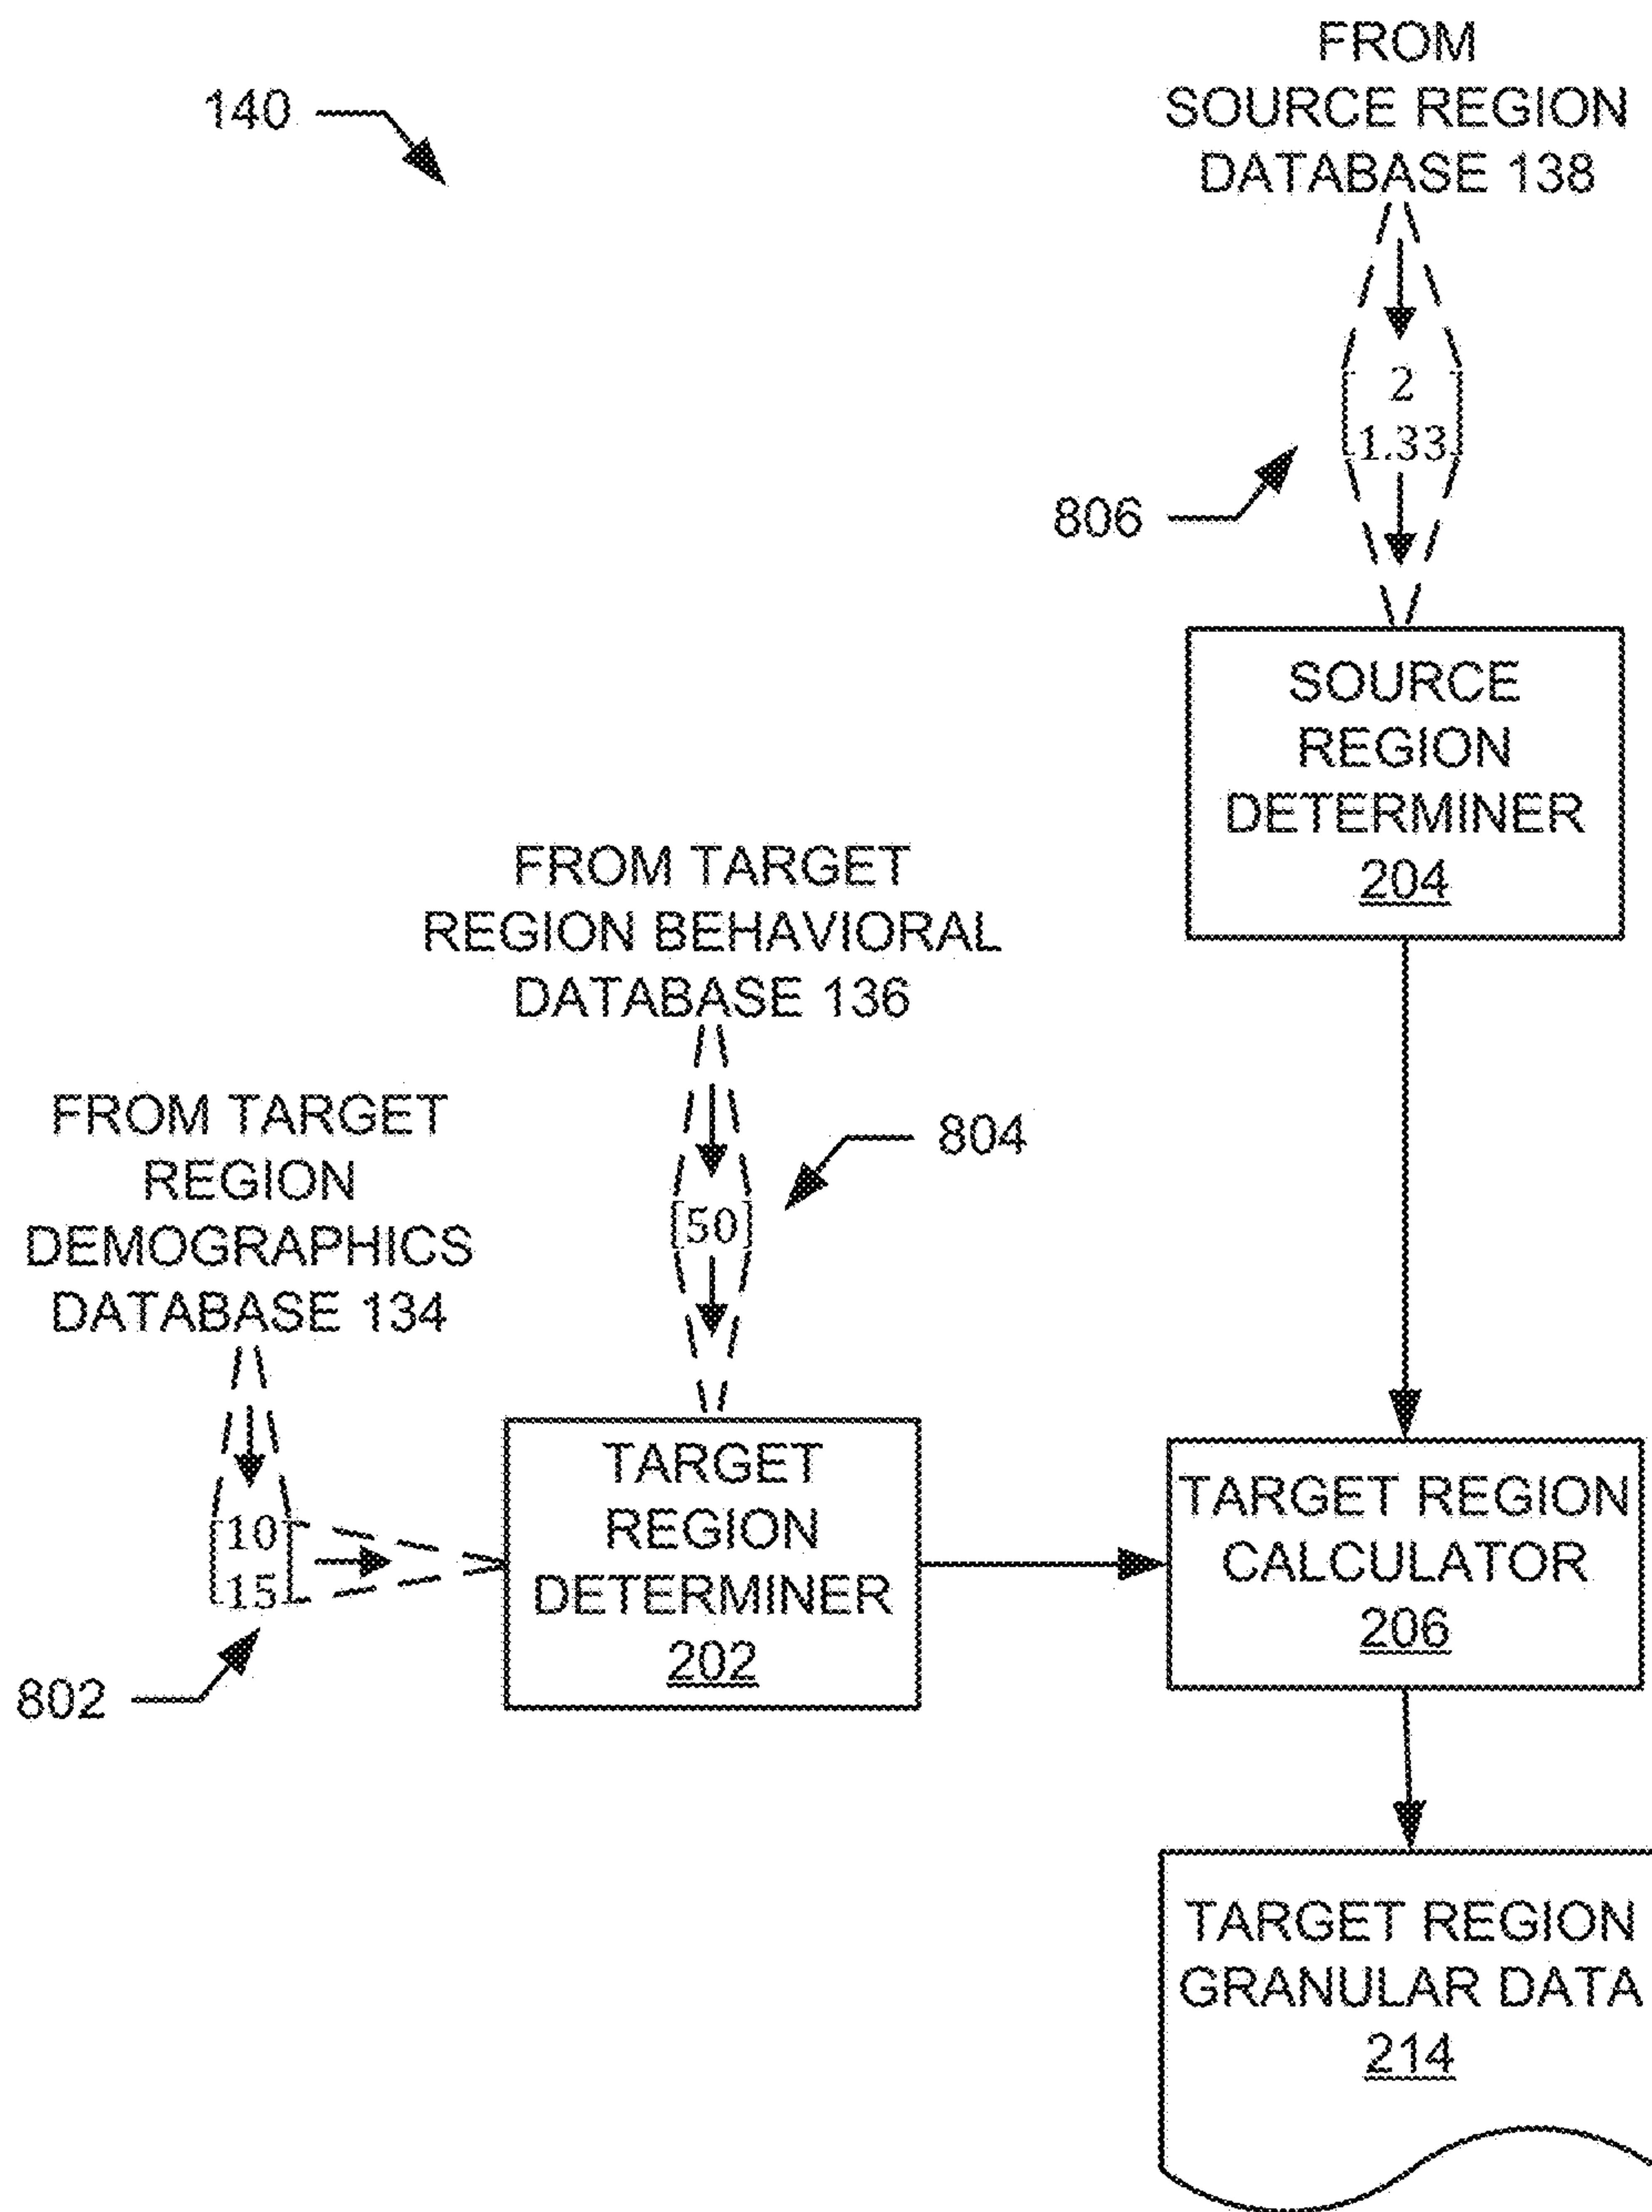 140
FROM
SOURCE REGION
DATABASE 138
2
1.33
806
SOURCE
REGION
DETERMINER
204
FROM TARGET
REGION BEHAVIORAL
DATABASE 136
804
[50]
FROM TARGET
REGION
DEMOGRAPHICS
DATABASE 134
10
15
802
TARGET
REGION
DETERMINER
202
TARGET REGION
CALCULATOR
206
TARGET REGION
GRANULAR DATA
214